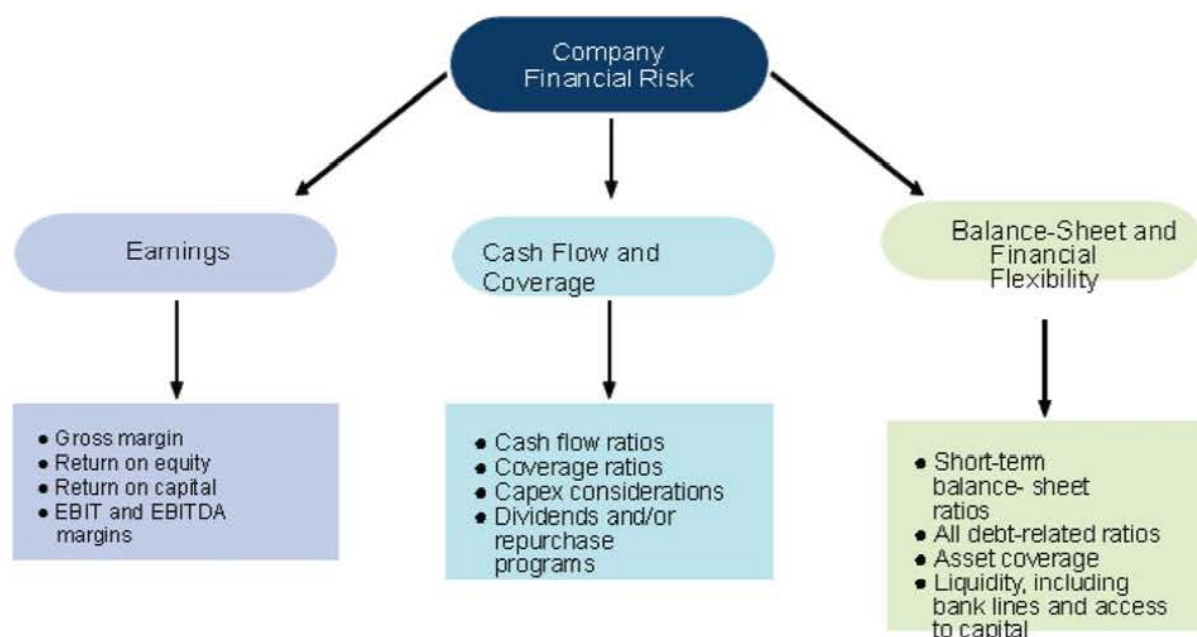 Company
Financial Risk
Earnings
Cash Flow and
Coverage
Balance-Sheet and
Financial
Flexibility
● Gross margin
● Return on equity
● Return on capital
● EBIT and EBITDA
margins
● Cash flow ratios
● Coverage ratios
● Capex considerations
● Dividends and/or
repurchase
programs
● Short-term
balance- sheet
ratios
● All debt-related ratios
● Asset coverage
● Liquidity, including
bank lines and access
to capital